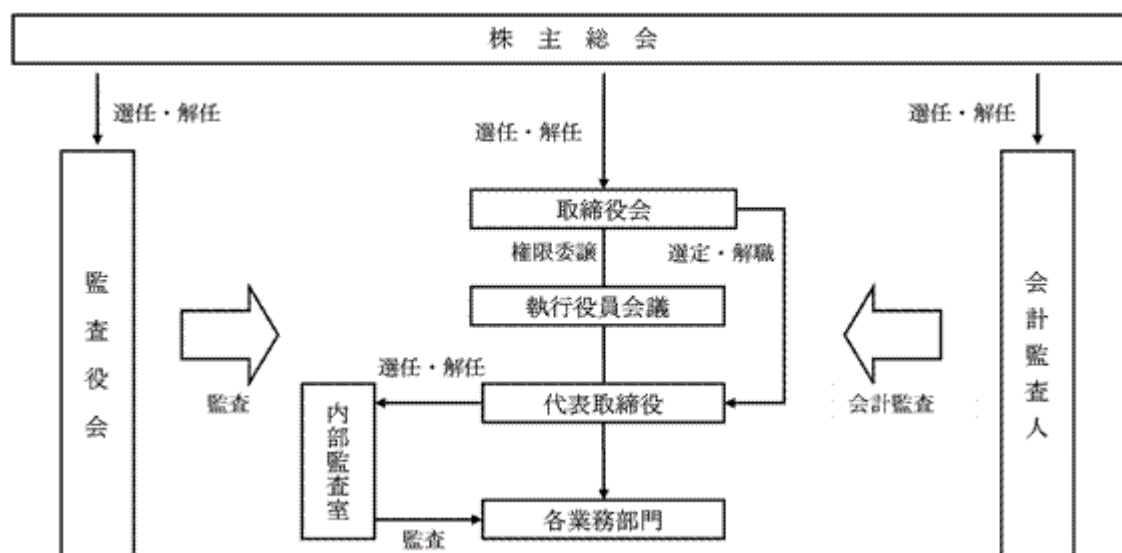 株主総会
選任・解任
選任・解任
選任・解任
取締役会
権限委譲
選定・解職
監査役会
執行役員会議
会計監査人
選任・解任
監査
代表取締役
会計監査
内部監査室
各業務部門
監査